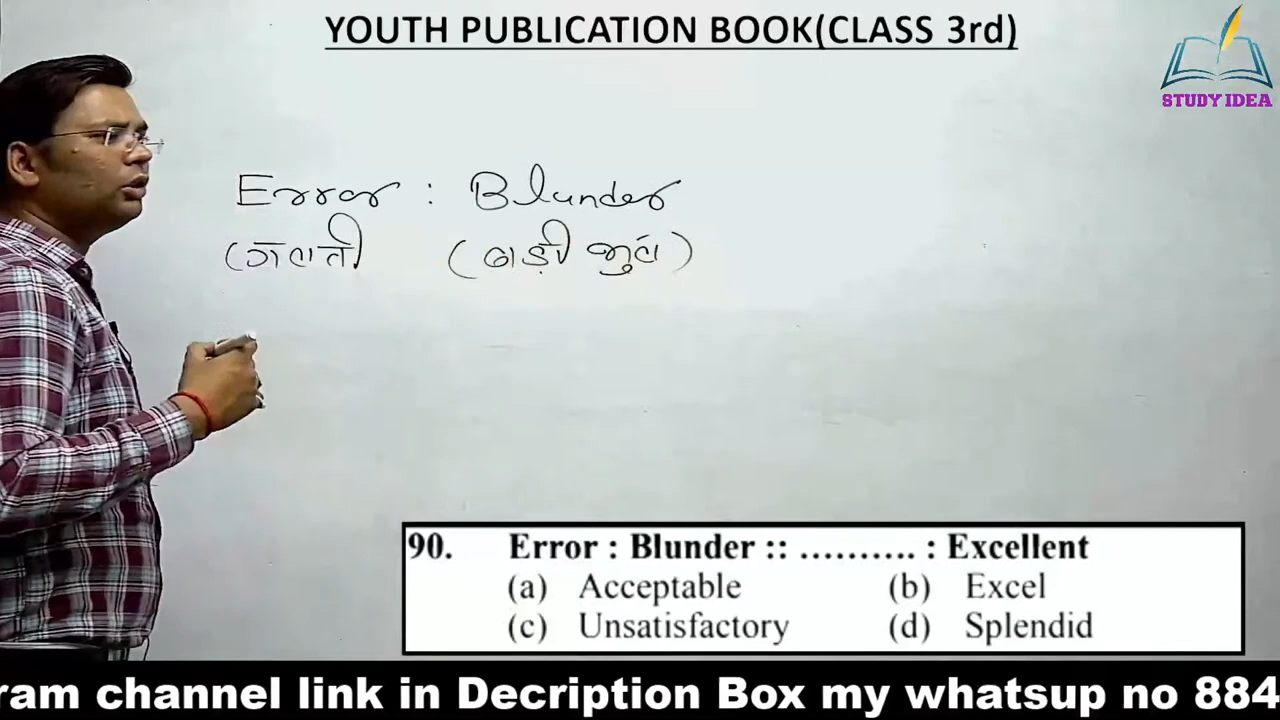 YOUTH PUBLICATION BOOK(CLASS 3rd)
STUDY IDEA
Error : Blunder
(गलती (बड़ी भुल)
90. Error : Blunder :: .......... : Excellent
(a) Acceptable (b) Excel
(c) Unsatisfactory (d) Splendid
ram channel link in Decription Box my whatsup no 884